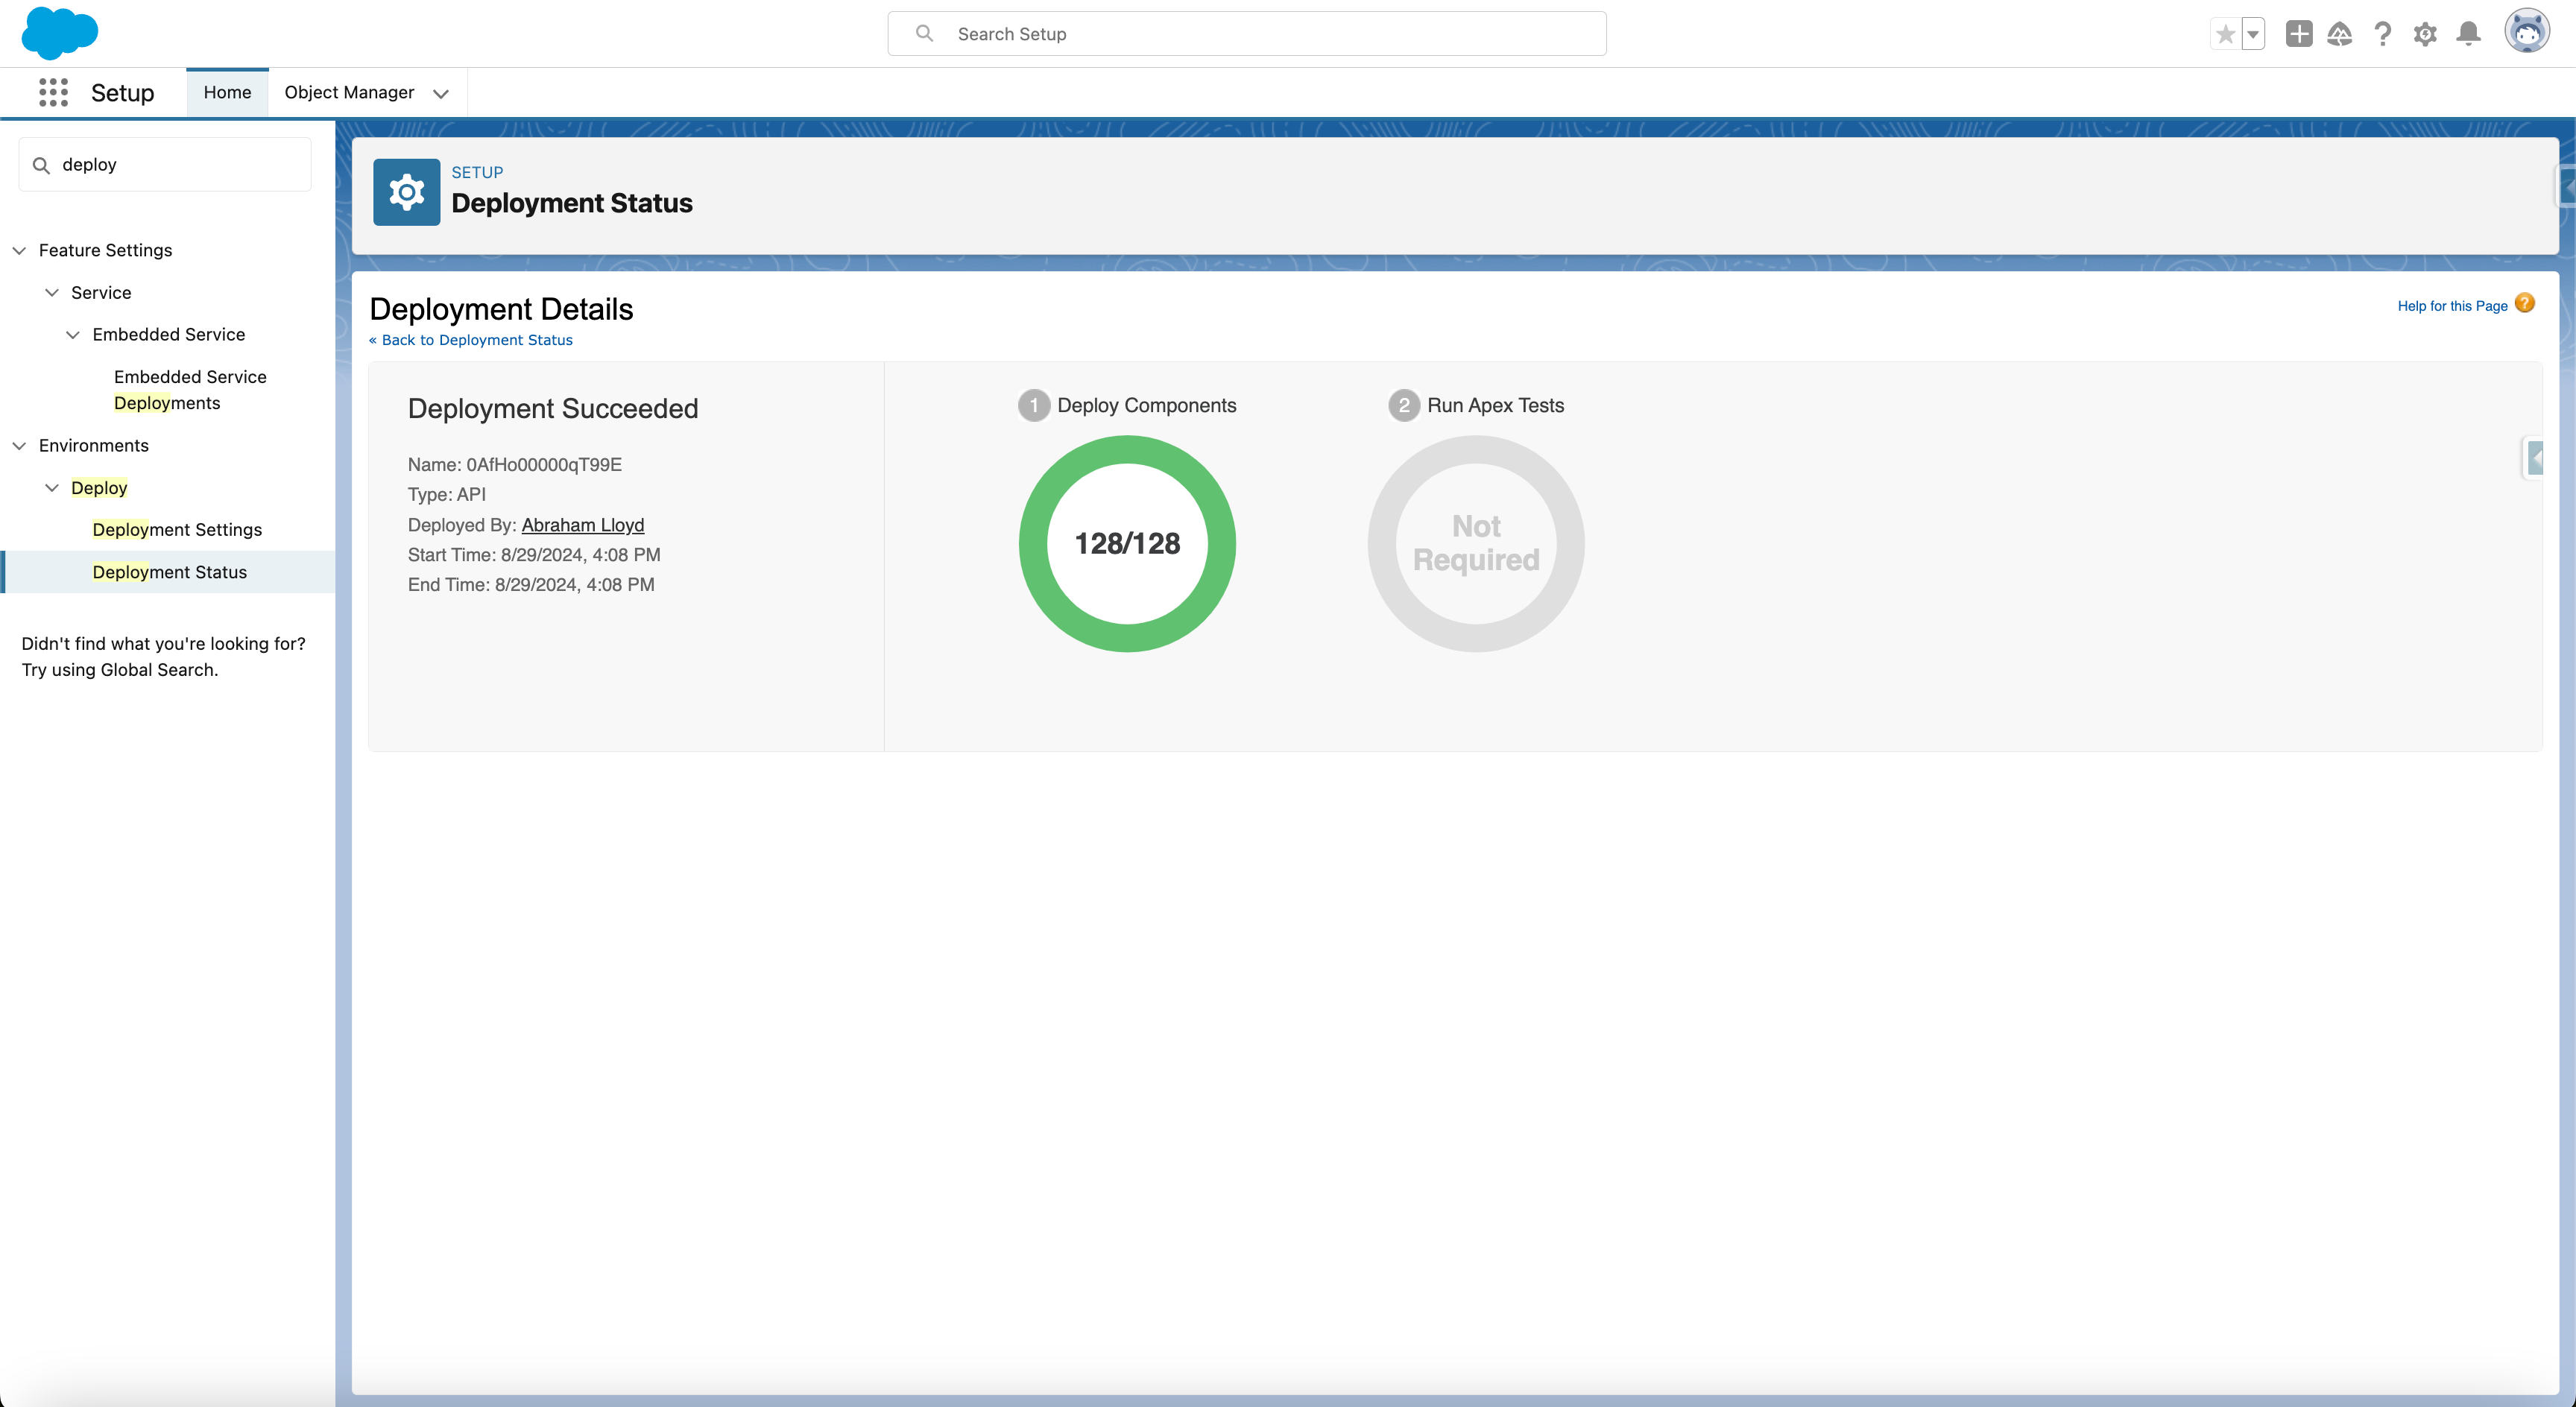 Search Setup
Setup
Home
Object Manager
deploy
Feature Settings
Service
Embedded Service
Embedded Service
Deployments
Environments
Deploy
Deployment Settings
Deployment Status
Didn't find what you're looking for?
Try using Global Search.
SETUP
Deployment Status
Deployment Details
Help for this Page ?
« Back to Deployment Status
Deployment Succeeded
Name: 0AfHo00000qT99E
Type: API
Deployed By: Abraham Lloyd
Start Time: 8/29/2024, 4:08 PM
End Time: 8/29/2024, 4:08 PM
1 Deploy Components
128/128
2 Run Apex Tests
Not
Required